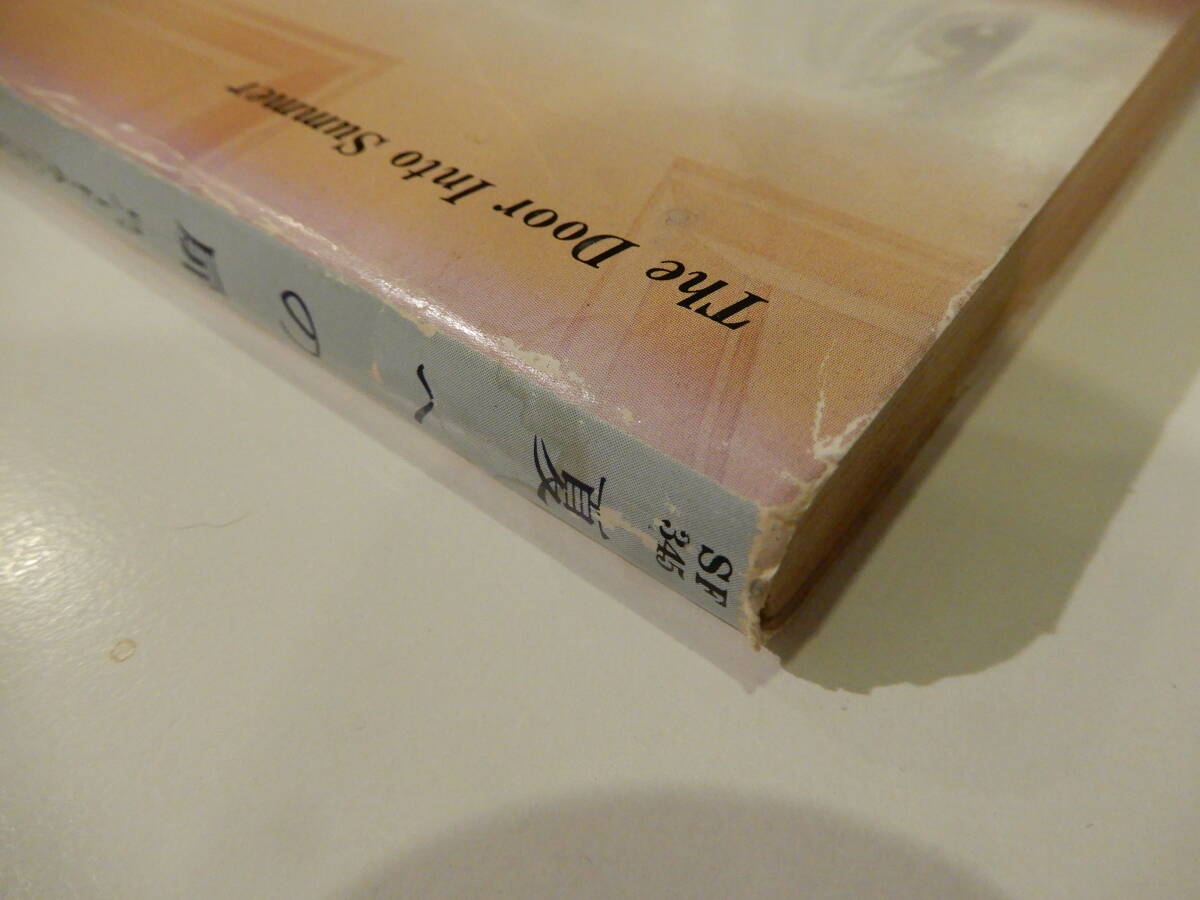 The Door Into Summer
SF
345
夏への扉